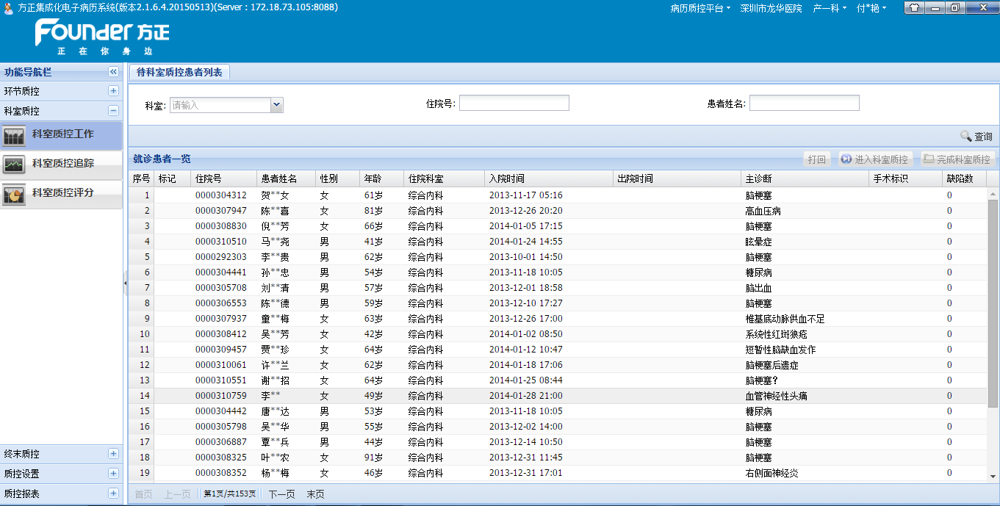 方正集成化电子病历系统(版本2.1.6.4.20150513)(Server : 172.18.73.105:8088) 病历质控平台 深圳市龙华医院 产一科 付*艳
Founder 方正
正在你身边
功能导航栏 待科室质控患者列表
环节质控
科室质控 科室: 请输入 住院号: 患者姓名:
科室质控工作 查询
科室质控追踪 就诊患者一览 打回 进入科室质控 完成科室质控
科室质控评分
序号 标记 住院号 患者姓名 性别 年龄 住院科室 入院时间 出院时间 主诊断 手术标识 缺陷数
1 0000304312 贺**女 女 61岁 综合内科 2013-11-17 05:16 脑梗塞 0
2 0000307947 陈**喜 女 81岁 综合内科 2013-12-26 20:20 高血压病 0
3 0000308830 倪**芳 女 66岁 综合内科 2014-01-05 17:15 脑梗塞 0
4 0000310510 马**尧 男 41岁 综合内科 2014-01-24 14:55 眩晕症 0
5 0000292303 李**贵 男 62岁 综合内科 2013-10-01 14:50 脑梗塞 0
6 0000304441 孙**忠 男 54岁 综合内科 2013-11-18 10:05 糖尿病 0
7 0000305708 刘**清 男 57岁 综合内科 2013-12-01 18:58 脑出血 0
8 0000306553 陈**德 男 59岁 综合内科 2013-12-10 17:27 脑梗塞 0
9 0000307937 童**梅 女 63岁 综合内科 2013-12-26 17:00 椎基底动脉供血不足 0
10 0000308412 吴**芳 女 42岁 综合内科 2014-01-02 08:50 系统性红斑狼疮 0
11 0000309457 贾**珍 女 64岁 综合内科 2014-01-12 10:47 短暂性脑缺血发作 0
12 0000310061 许**兰 女 62岁 综合内科 2014-01-18 17:06 脑梗塞后遗症 0
13 0000310551 谢**招 女 64岁 综合内科 2014-01-25 08:44 脑梗塞? 0
14 0000310759 李** 女 49岁 综合内科 2014-01-28 21:00 血管神经性头痛 0
15 0000304442 唐**达 男 53岁 综合内科 2013-11-18 10:05 糖尿病 0
16 0000305798 吴**华 男 55岁 综合内科 2013-12-02 14:00 脑梗塞 0
17 0000306887 覃**兵 男 44岁 综合内科 2013-12-14 10:50 脑梗塞 0
18 0000308325 叶**农 女 91岁 综合内科 2013-12-31 11:45 脑梗塞 0
19 0000308352 杨**梅 女 46岁 综合内科 2013-12-31 17:01 右侧面神经炎 0
终末质控
质控设置
质控报表 首页 上一页 第1页/共153页 下一页 末页